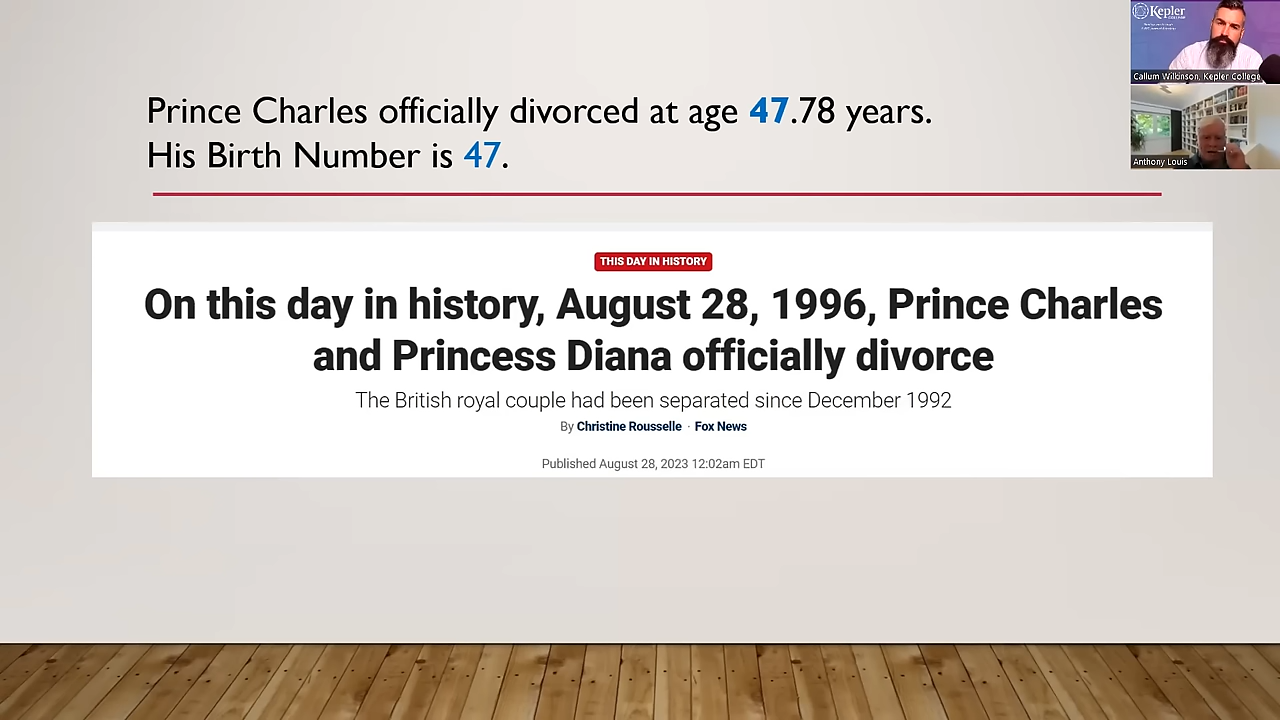 Prince Charles officially divorced at age 47.78 years.
His Birth Number is 47.
THIS DAY IN HISTORY
On this day in history, August 28, 1996, Prince Charles
and Princess Diana officially divorce
The British royal couple had been separated since December 1992
By Christine Rousselle · Fox News
Published August 28, 2023 12:02am EDT
Kepler
Callum Wilkinson, Kepler College
Anthony Louis